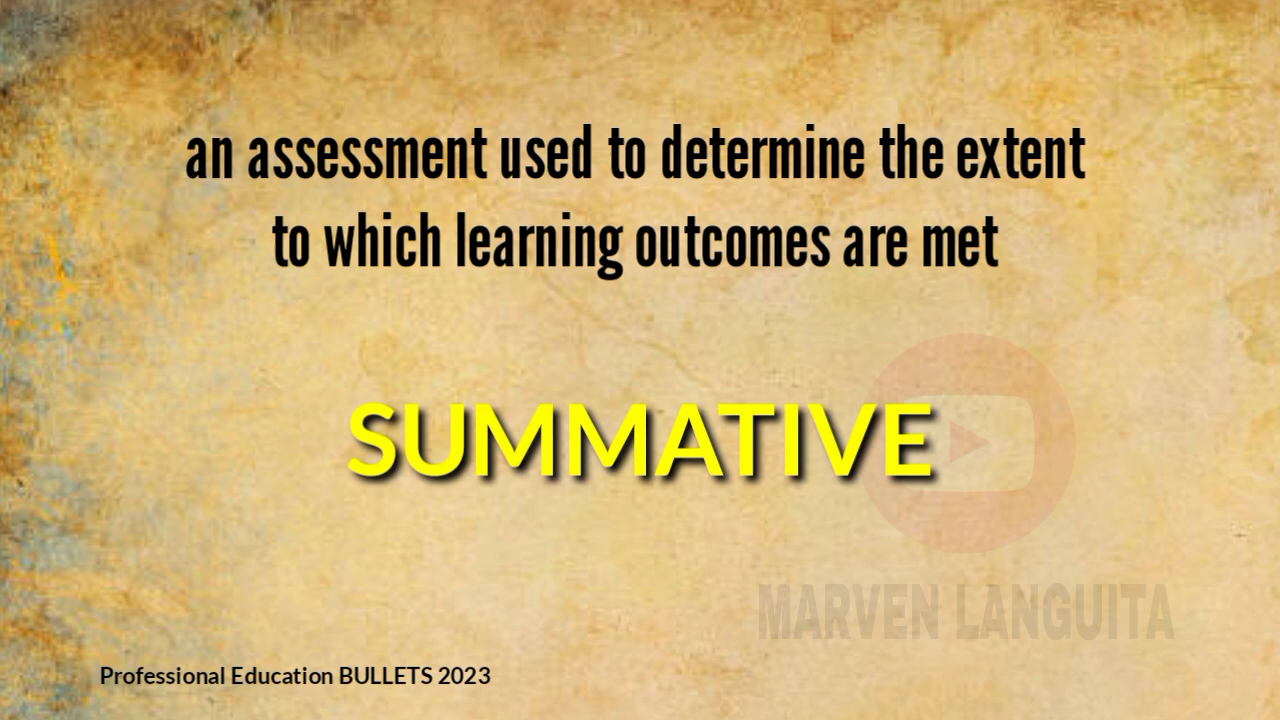 an assessment used to determine the extent
to which learning outcomes are met
SUMMATIVE
MARVEN LANGUITA
Professional Education BULLETS 2023